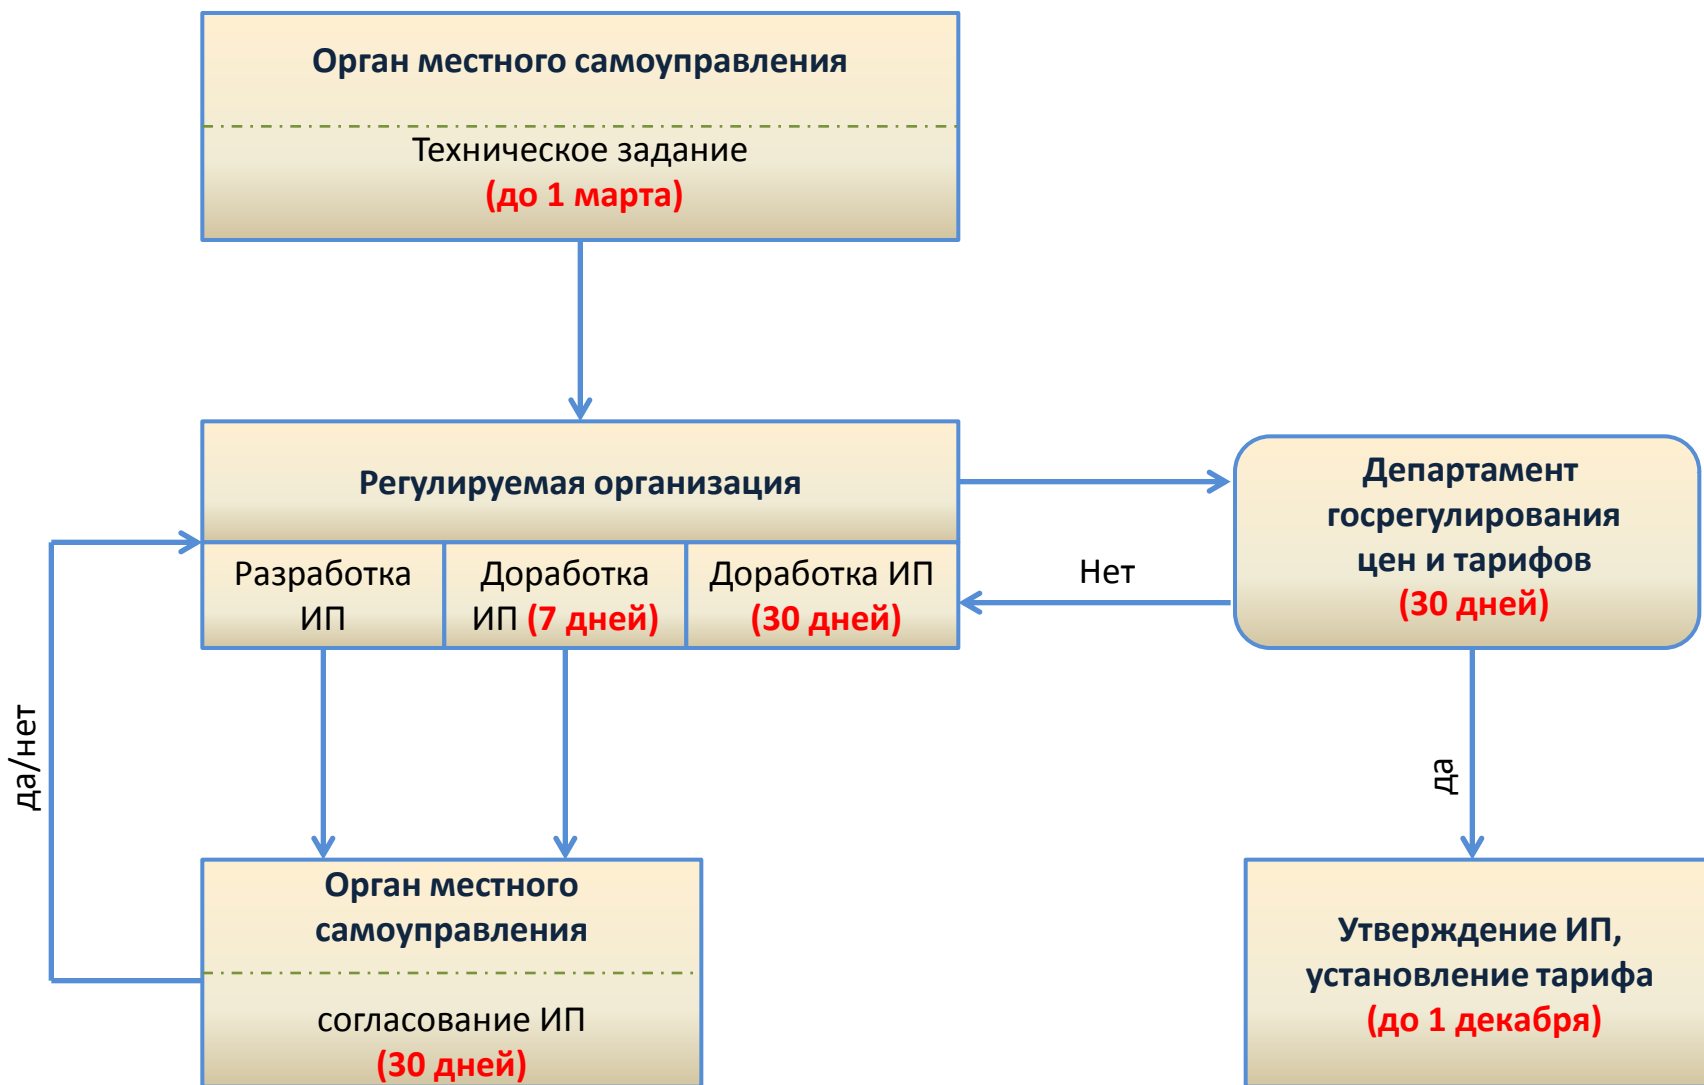 Орган местного самоуправления
Техническое задание
(до 1 марта)
Регулируемая организация
Разработка
ИП
Доработка
ИП (7 дней)
Доработка ИП
(30 дней)
Департамент
госрегулирования
цен и тарифов
(30 дней)
Нет
да/нет
да
Орган местного
самоуправления
согласование ИП
(30 дней)
Утверждение ИП,
установление тарифа
(до 1 декабря)